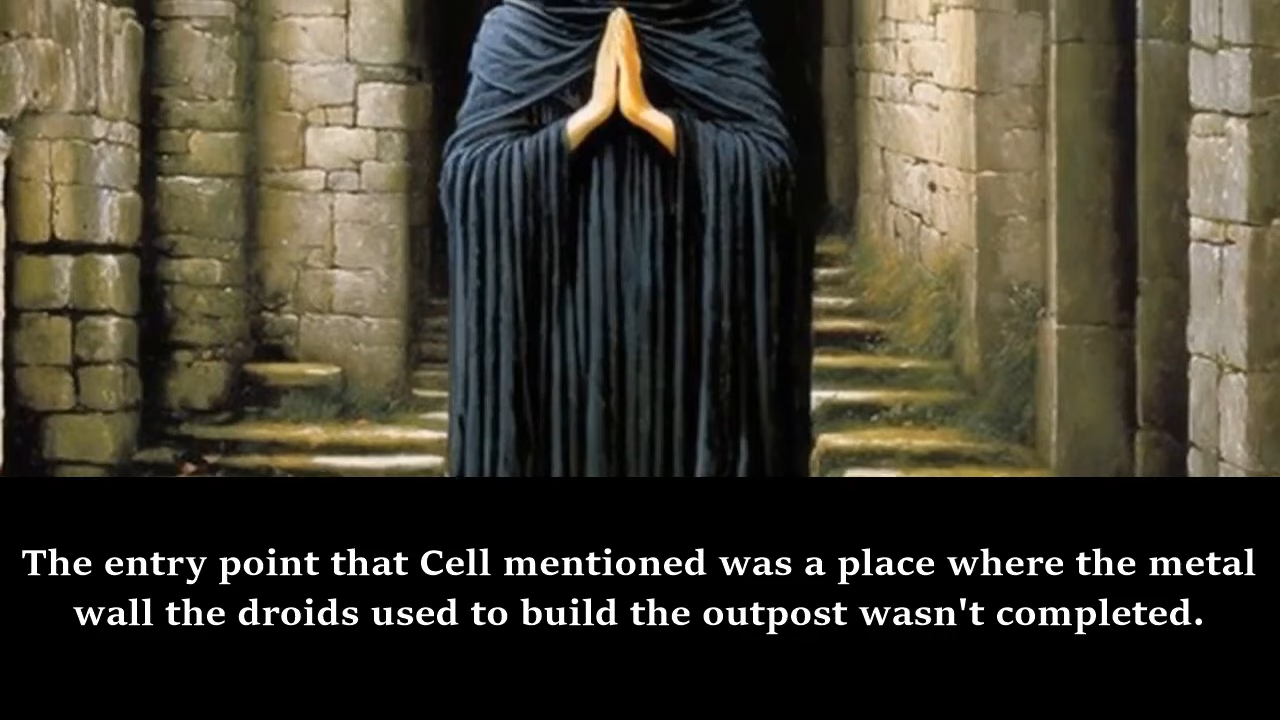 The entry point that Cell mentioned was a place where the metal
wall the droids used to build the outpost wasn't completed.